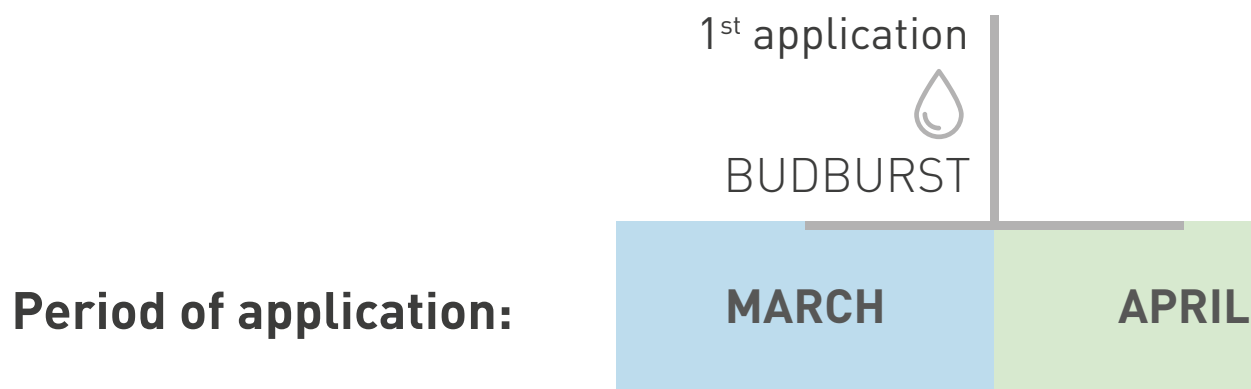 1st application
BUDBURST
Period of application:
MARCH
APRIL